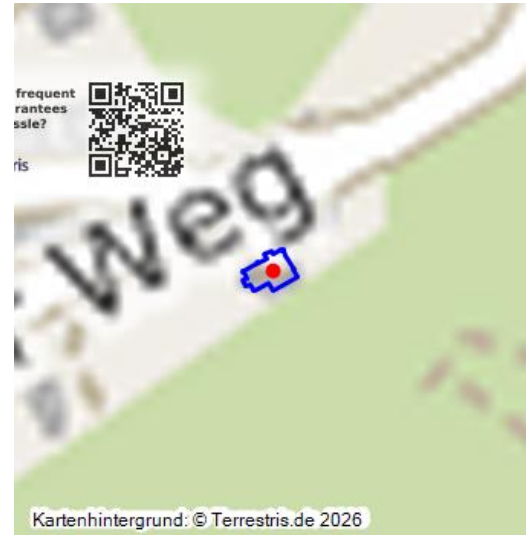 frequent
rantees
ssle?
ris
Weg
Kartenhintergrund: © Terrestris.de 2026